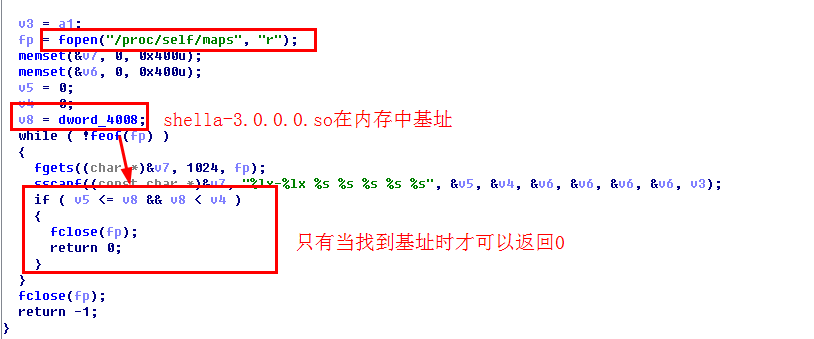 v3 = a1;
fp = fopen("/proc/self/maps", "r");
memset(&v7, 0, 0x400u);
memset(&v6, 0, 0x400u);
v5 = 0;
v4 = 0;
v8 = dword_4008; shella-3.0.0.0.so在内存中基址
while ( !feof(fp) )
{
fgets((char *)&v7, 1024, fp);
sscanf((const char *)&v7, "%lx-%lx %s %s %s %s %s", &v5, &v4, &v6, &v6, &v6, &v6, v3);
if ( v5 <= v8 && v8 < v4 )
{
fclose(fp);
return 0; 只有当找到基址时才可以返回0
}
}
fclose(fp);
return -1;
}